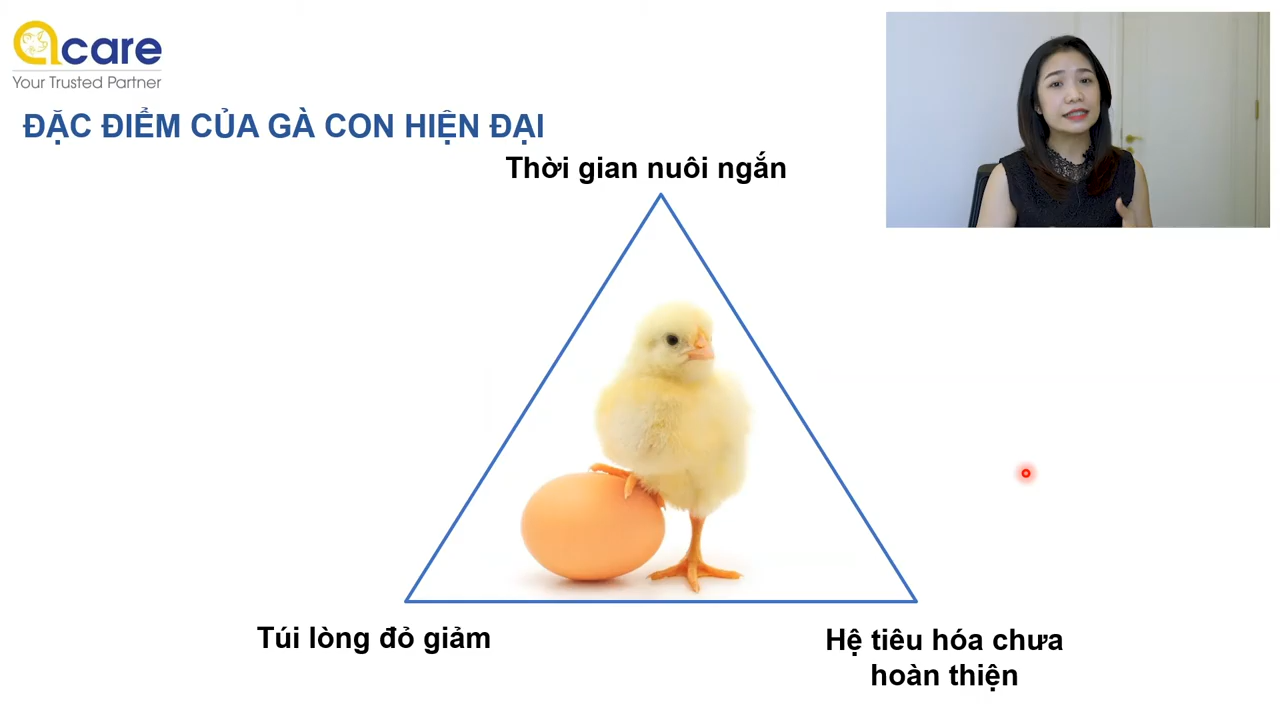 acare
Your Trusted Partner
ĐẶC ĐIỂM CỦA GÀ CON HIỆN ĐẠI
Thời gian nuôi ngắn
Túi lòng đỏ giảm
Hệ tiêu hóa chưa
hoàn thiện